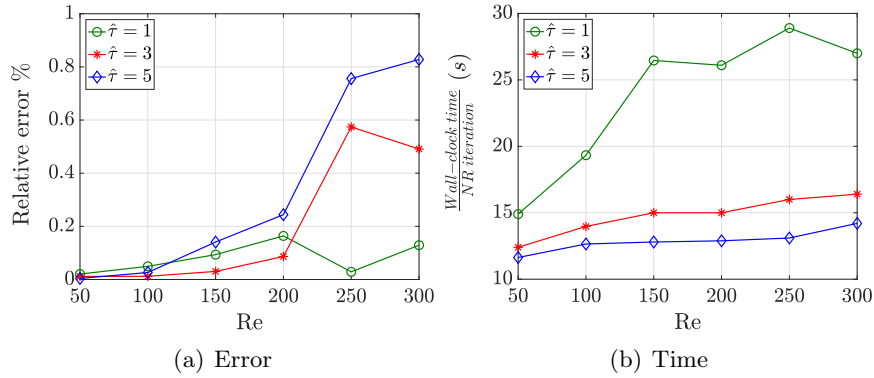 Relative error %
1
0.8
0.6
0.4
0.2
0
50 100 150 200 250 300
Re
τ̂ = 1
τ̂ = 3
τ̂ = 5
(a) Error
Wall−clock time
NR iteration (s)
30
25
20
15
10
50 100 150 200 250 300
Re
τ̂ = 1
τ̂ = 3
τ̂ = 5
(b) Time